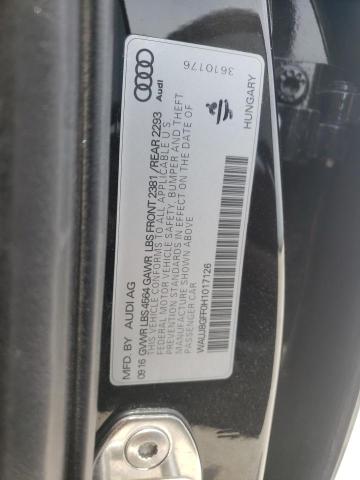 Audi
3610176
MFD. BY AUDI AG
09 16 GVWR LBS 4564 GAWR LBS FRONT 2381/REAR 2293
THIS VEHICLE CONFORMS TO ALL APPLICABLE U S
FEDERAL MOTOR VEHICLE SAFETY, BUMPER AND THEFT
PREVENTION STANDARDS IN EFFECT ON THE DATE OF
MANUFACTURE SHOWN ABOVE
PASSENGER CAR
WAUJ8GFF0H1017126
HUNGARY